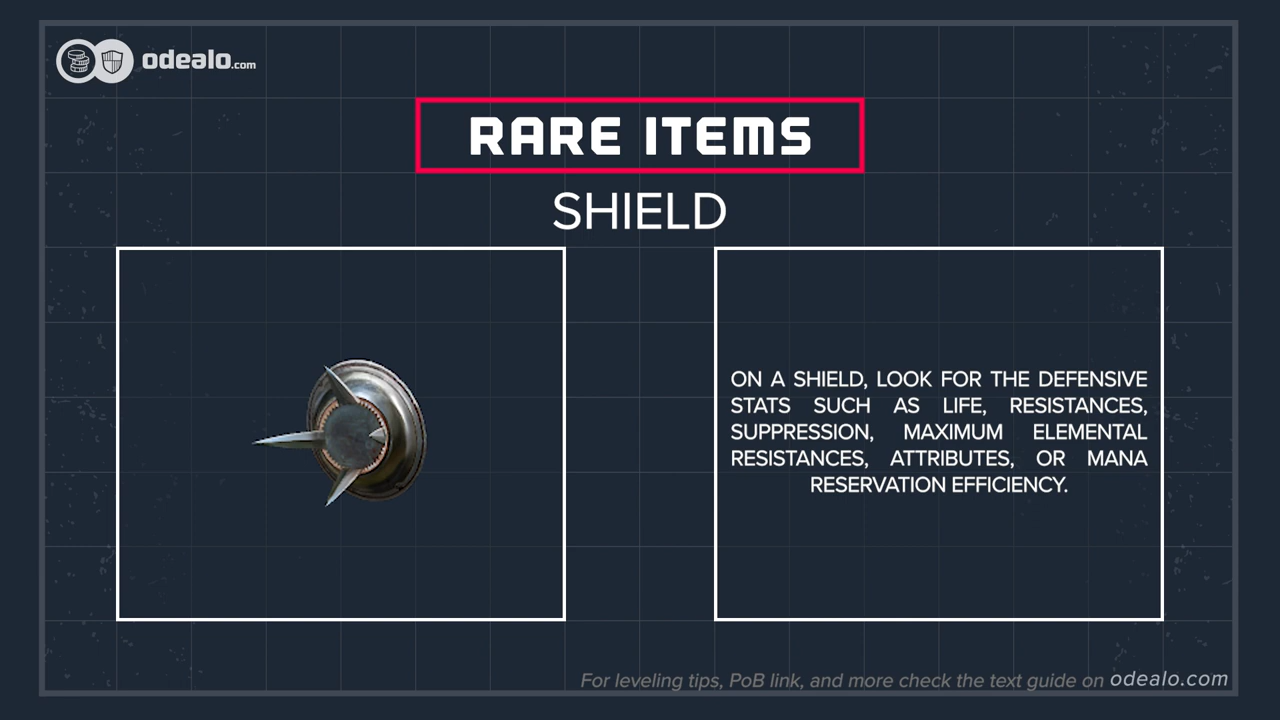 odealo.com
RARE ITEMS
SHIELD
ON A SHIELD, LOOK FOR THE DEFENSIVE
STATS SUCH AS LIFE, RESISTANCES,
SUPPRESSION, MAXIMUM ELEMENTAL
RESISTANCES, ATTRIBUTES, OR MANA
RESERVATION EFFICIENCY.
For leveling tips, PoB link, and more check the text guide on odealo.com